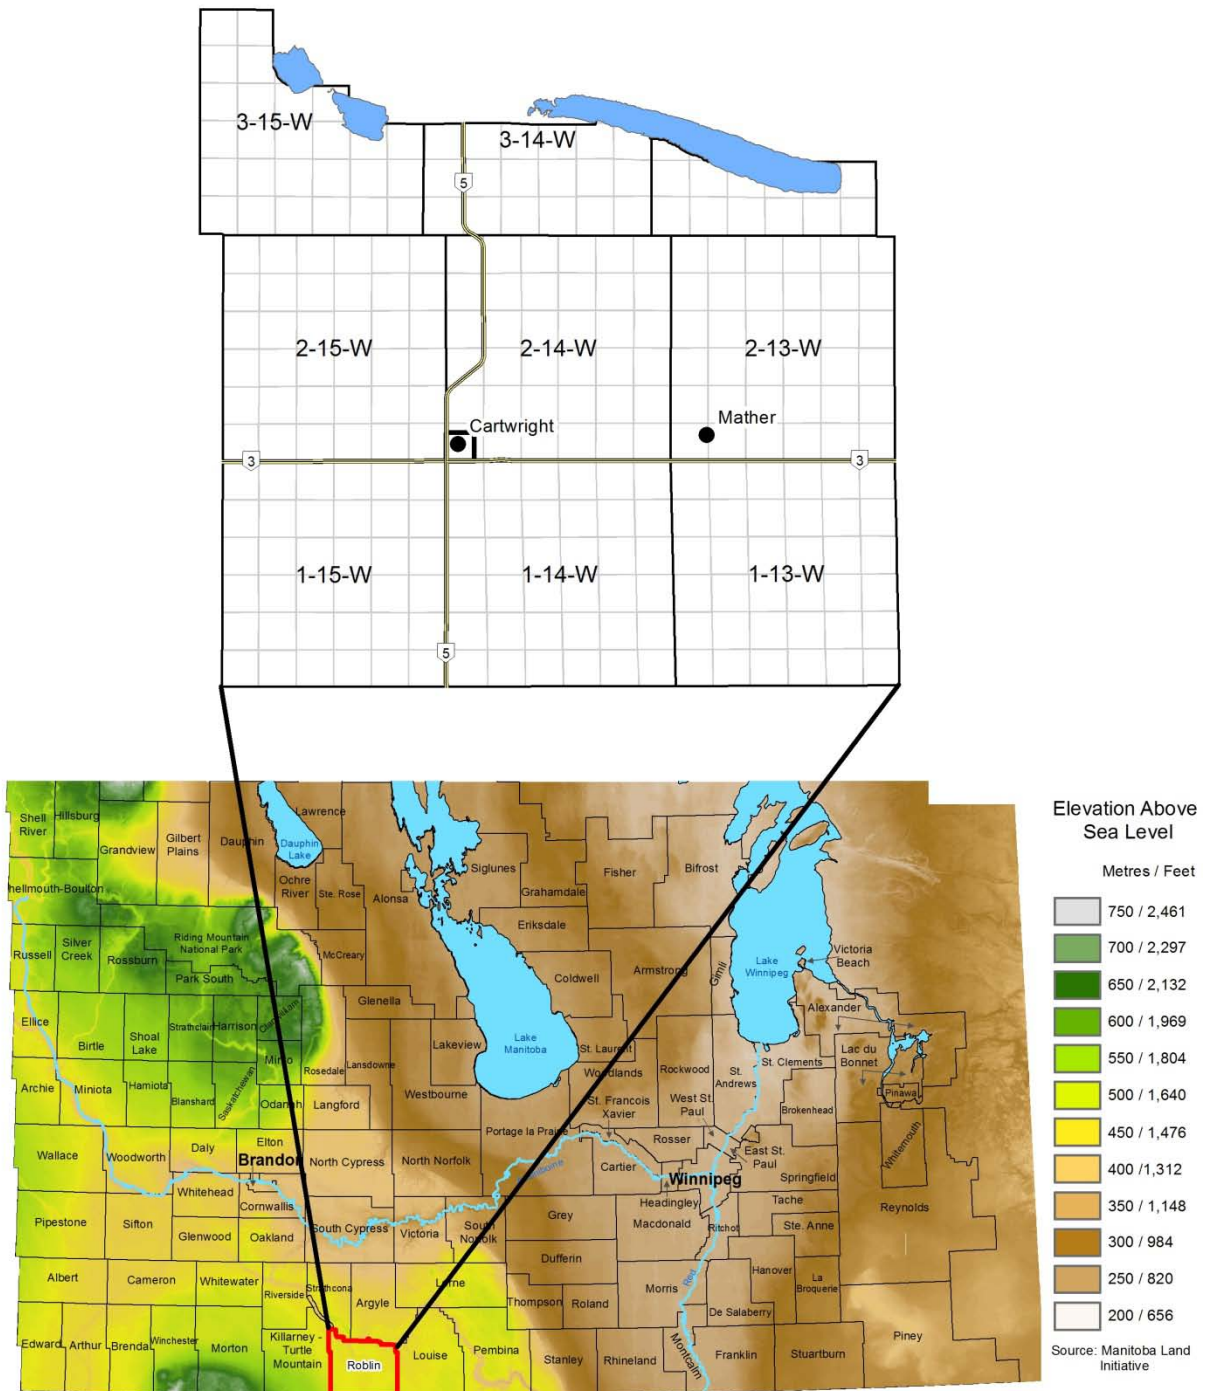 3-15-W
3-14-W
5
2-15-W
2-14-W
2-13-W
Cartwright
Mather
3
3
1-15-W
1-14-W
1-13-W
5
Shell
River
Hillsburg
Grandview
Gilbert
Plains
Dauphin
Lawrence
Dauphin
Lake
Ochre
River
Ste. Rose
Alonsa
Siglunes
Grahamdale
Eriksdale
Fisher
Bifrost
hellmouth-Boulton
Russell
Silver
Creek
Rossburn
Riding Mountain
National Park
Park South
McCreary
Glenella
Coldwell
Armstrong
Gimli
Lake
Winnipeg
Victoria
Beach
Alexander
Ellice
Birtle
Shoal
Lake
Strathclair
Harrison
Clanwilliam
Minto
Rosedale
Lansdowne
Lakeview
Lake
Manitoba
St. Laurent
Woodlands
Rockwood
St.
Andrews
St. Clements
Lac du
Bonnet
Pinawa
Archie
Miniota
Hamiota
Blanshard
Saskatchewan
Odanah
Langford
Westbourne
St. Francois
Xavier
West St.
Paul
Brokenhead
Whitemouth
Wallace
Woodworth
Daly
Elton
Brandon
North Cypress
North Norfolk
Portage la Prairie
Cartier
Rosser
East St.
Paul
Springfield
Winnipeg
Headingley
Whitehead
Cornwallis
Pipestone
Sifton
Glenwood
Oakland
South Cypress
Victoria
South
Norfolk
Grey
Macdonald
Ritchot
Tache
Ste. Anne
Reynolds
Dufferin
Albert
Cameron
Whitewater
Riverside
Strathcona
Argyle
Lorne
Thompson
Roland
Morris
Red
Hanover
La
Broquerie
De Salaberry
Edward
Arthur
Brenda
Winchester
Morton
Killarney -
Turtle
Mountain
Roblin
Louise
Pembina
Stanley
Rhineland
Montcalm
Franklin
Stuartburn
Piney
Elevation Above
Sea Level
Metres / Feet
750 / 2,461
700 / 2,297
650 / 2,132
600 / 1,969
550 / 1,804
500 / 1,640
450 / 1,476
400 /1,312
350 / 1,148
300 / 984
250 / 820
200 / 656
Source: Manitoba Land
Initiative